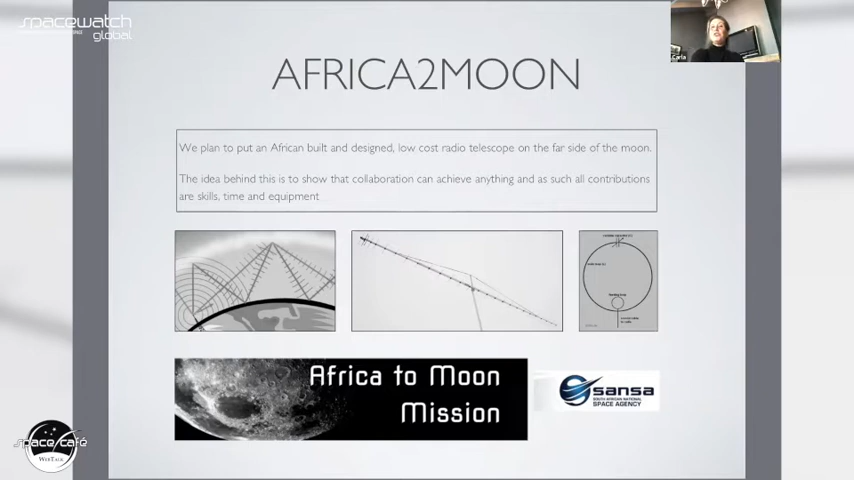 spacewatch
global
Carla
AFRICA2MOON
We plan to put an African built and designed, low cost radio telescope on the far side of the moon.
The idea behind this is to show that collaboration can achieve anything and as such all contributions
are skills, time and equipment
Africa to Moon
Mission
sansa
SOUTH AFRICAN NATIONAL
SPACE AGENCY
space café
WebTalk